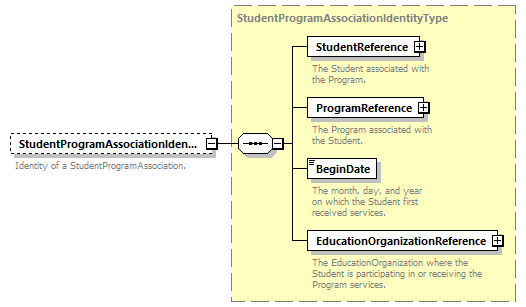 StudentProgramAssociationIdentityType
StudentReference
The Student associated with
the Program.
ProgramReference
The Program associated with
the Student.
StudentProgramAssociationIden...
Identity of a StudentProgramAssociation.
BeginDate
The month, day, and year
on which the Student first
received services.
EducationOrganizationReference
The EducationOrganization where the
Student is participating in or receiving the
Program services.